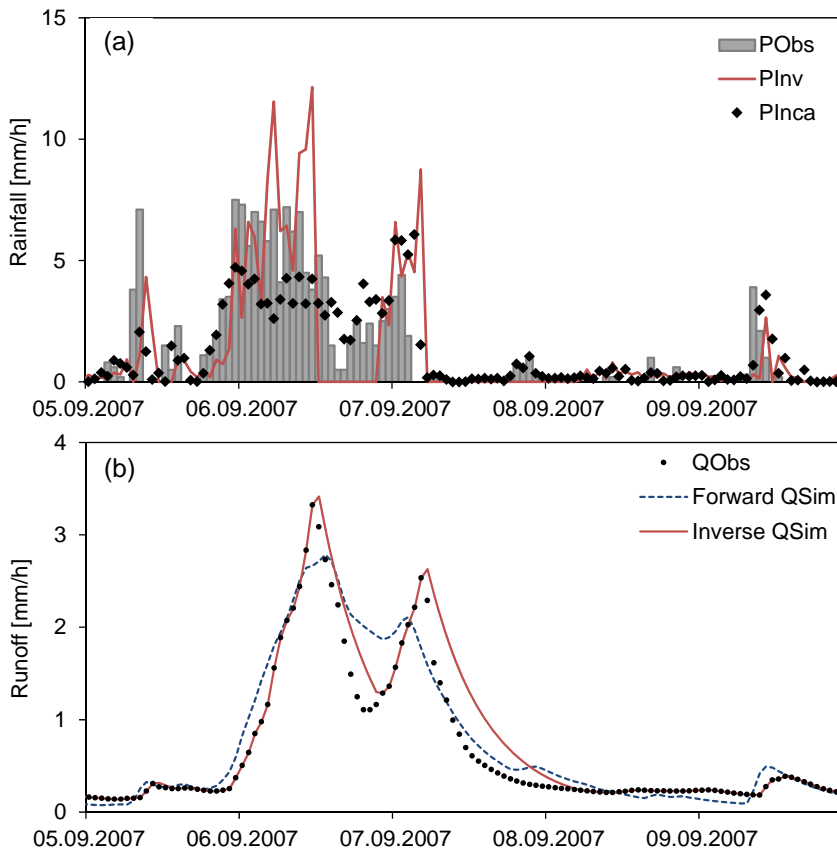 (a)
PObs
PInv
PInca
Rainfall [mm/h]
15
10
5
0
05.09.2007 06.09.2007 07.09.2007 08.09.2007 09.09.2007
(b)
QObs
Forward QSim
Inverse QSim
Runoff [mm/h]
4
3
2
1
0
05.09.2007 06.09.2007 07.09.2007 08.09.2007 09.09.2007